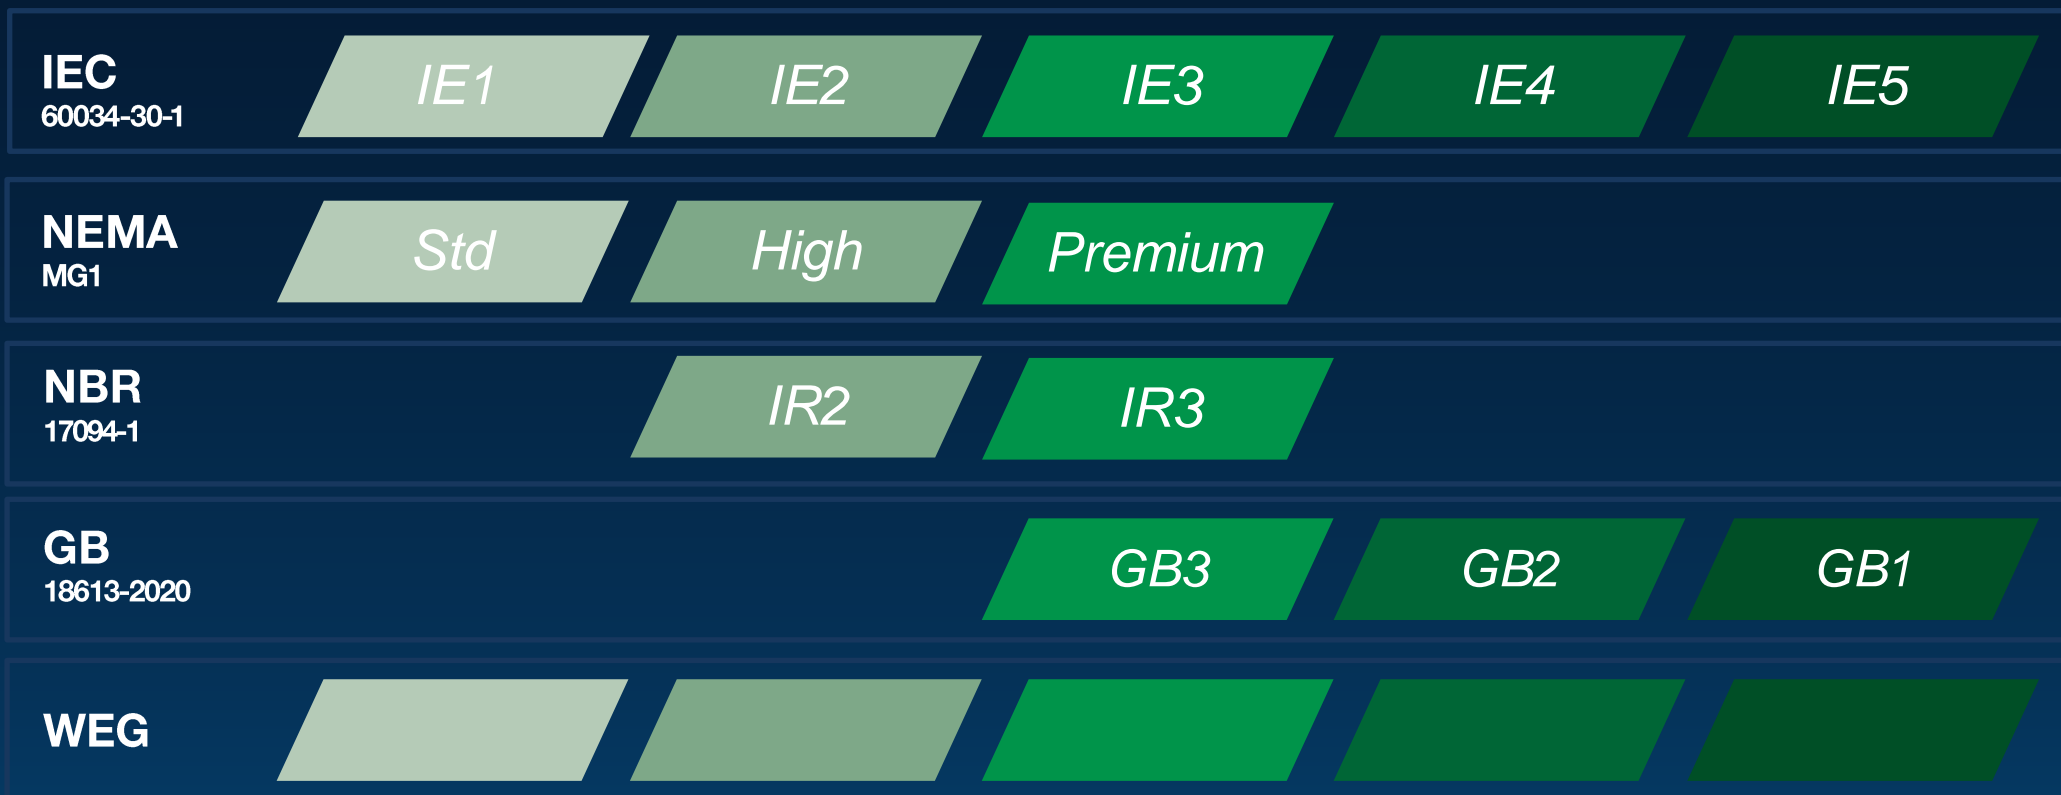 IEC
60034-30-1
IE1
IE2
IE3
IE4
IE5
NEMA
MG1
Std
High
Premium
NBR
17094-1
IR2
IR3
GB
18613-2020
GB3
GB2
GB1
WEG